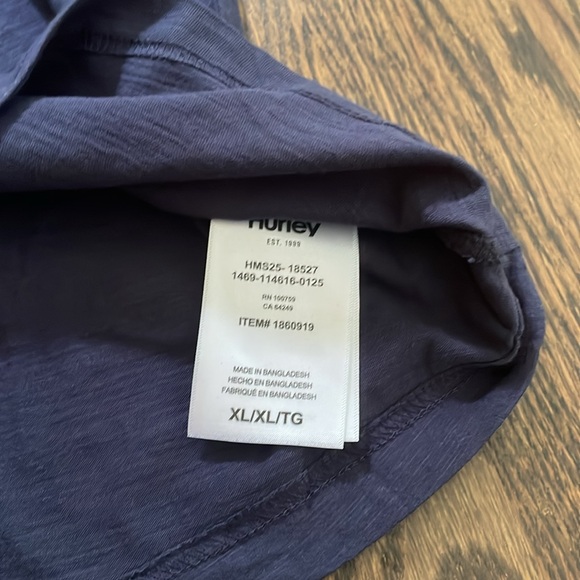 Hurley
EST. 1999
HMS25- 18527
1469-114616-0125
RN 100759
CA 64249
ITEM# 1860919
MADE IN BANGLADESH
HECHO EN BANGLADESH
FABRIQUÉ EN BANGLADESH
XL/XL/TG